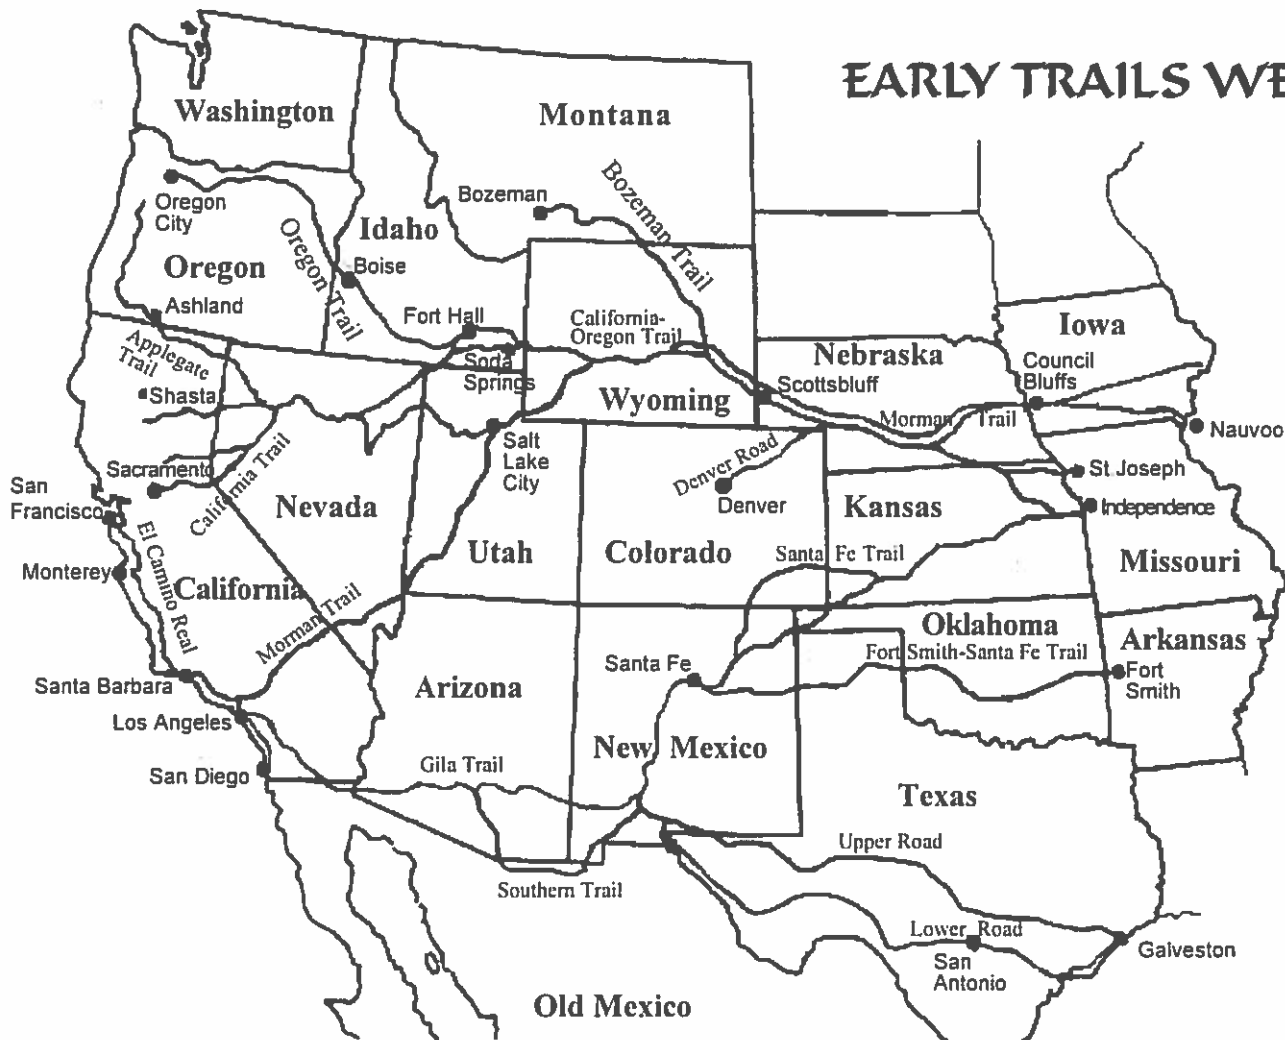 EARLY TRAILS WE
Washington
Montana
Bozeman
Bozeman Trail
Oregon
City
Idaho
Oregon Trail
Oregon
Boise
Ashland
Fort Hall
California-
Oregon Trail
Iowa
Applegate
Trail
Soda
Springs
Nebraska
Council
Bluffs
Shasta
Wyoming
Scottsbluff
Morman Trail
Nauvoo
Salt
Lake
City
Denver Road
Sacramento
California Trail
St Joseph
San
Francisco
Nevada
Denver
Kansas
Independence
El Camino Real
Utah
Colorado
Santa Fe Trail
Missouri
Monterey
California
Morman Trail
Oklahoma
Arkansas
Santa Fe
Fort Smith-Santa Fe Trail
Fort
Smith
Santa Barbara
Arizona
Los Angeles
New Mexico
San Diego
Gila Trail
Texas
Upper Road
Southern Trail
Lower Road
San
Antonio
Galveston
Old Mexico